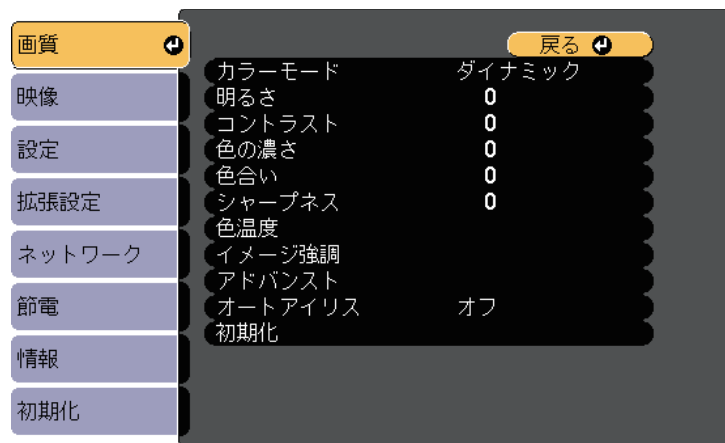 画質
映像
設定
拡張設定
ネットワーク
節電
情報
初期化
戻る
カラーモード ダイナミック
明るさ 0
コントラスト 0
色の濃さ 0
色合い 0
シャープネス 0
色温度
イメージ強調
アドバンスト
オートアイリス オフ
初期化